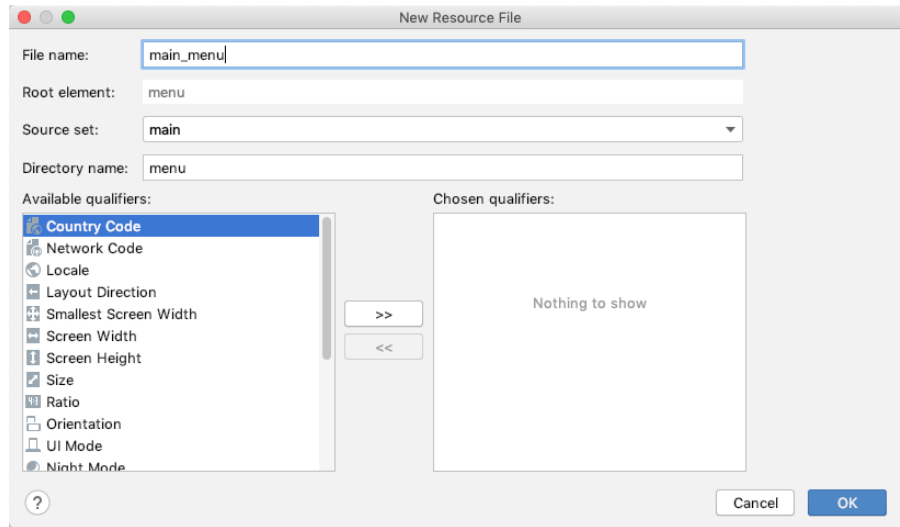 New Resource File
File name:
main_menu
Root element:
menu
Source set:
main
Directory name:
menu
Available qualifiers:
Chosen qualifiers:
Country Code
Network Code
Locale
Layout Direction
Smallest Screen Width
Screen Width
Screen Height
Size
Ratio
Orientation
UI Mode
Night Mode
>>
<<
Nothing to show
?
Cancel
OK